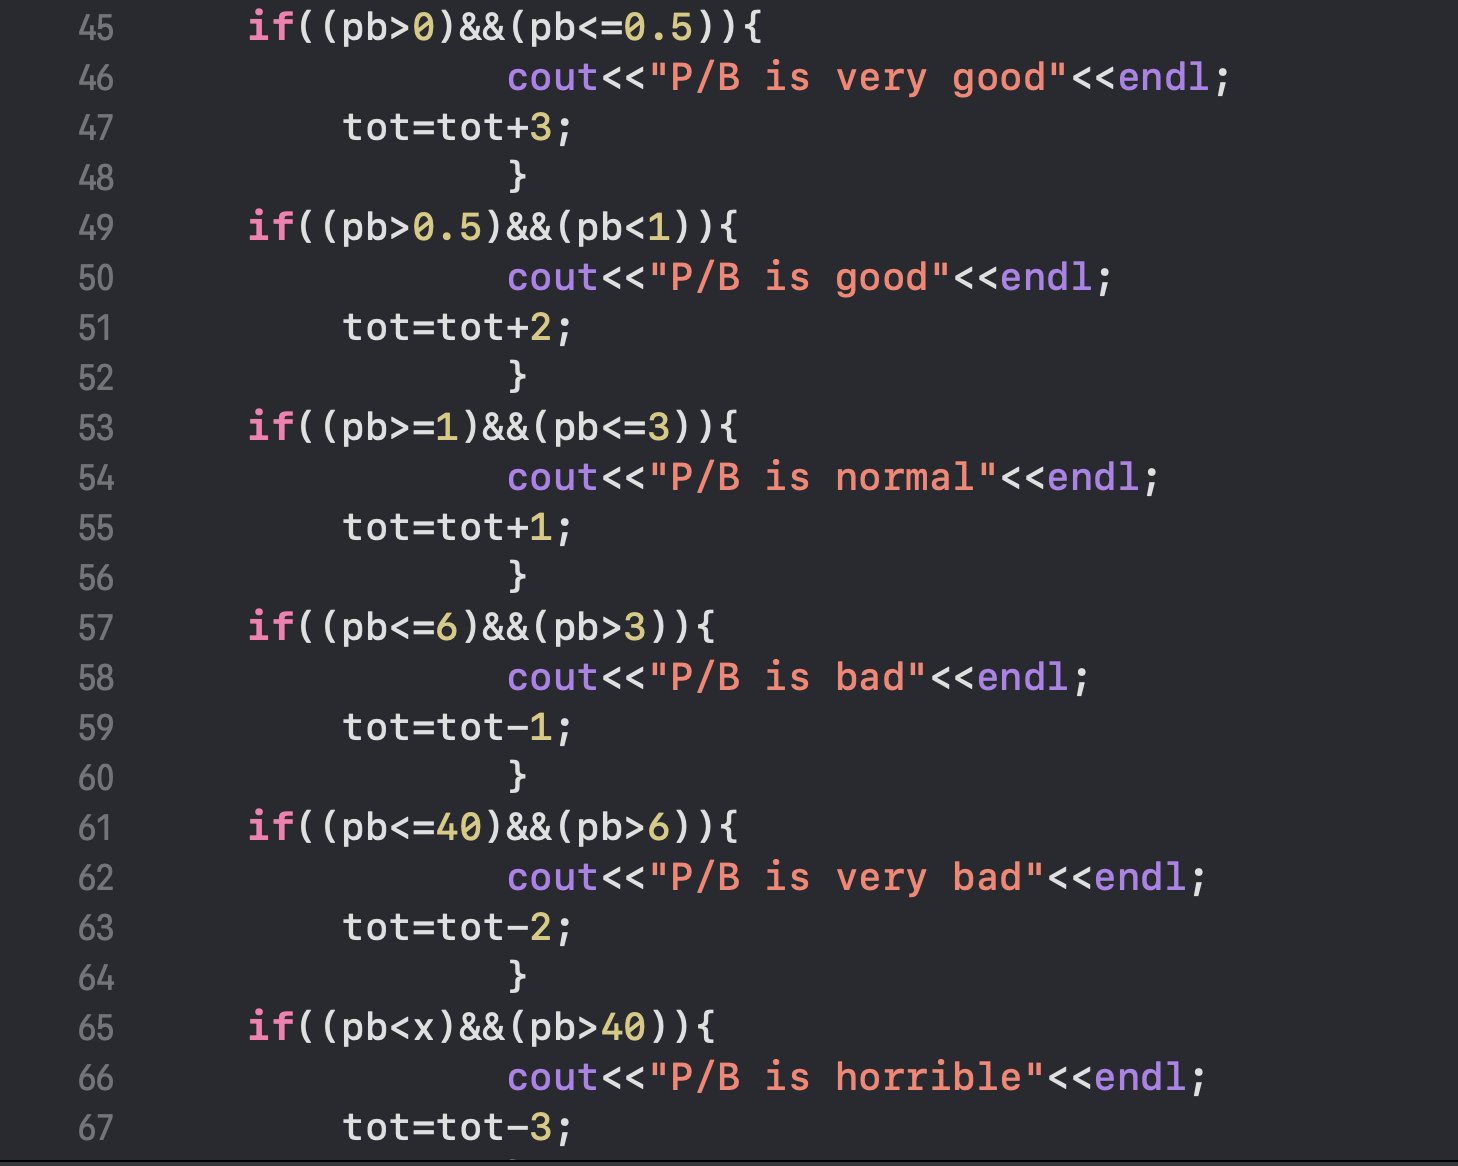 45 if((pb>0)&&(pb<=0.5)){
46 cout<<"P/B is very good"<<endl;
47 tot=tot+3;
48 }
49 if((pb>0.5)&&(pb<1)){
50 cout<<"P/B is good"<<endl;
51 tot=tot+2;
52 }
53 if((pb>=1)&&(pb<=3)){
54 cout<<"P/B is normal"<<endl;
55 tot=tot+1;
56 }
57 if((pb<=6)&&(pb>3)){
58 cout<<"P/B is bad"<<endl;
59 tot=tot-1;
60 }
61 if((pb<=40)&&(pb>6)){
62 cout<<"P/B is very bad"<<endl;
63 tot=tot-2;
64 }
65 if((pb<x)&&(pb>40)){
66 cout<<"P/B is horrible"<<endl;
67 tot=tot-3;